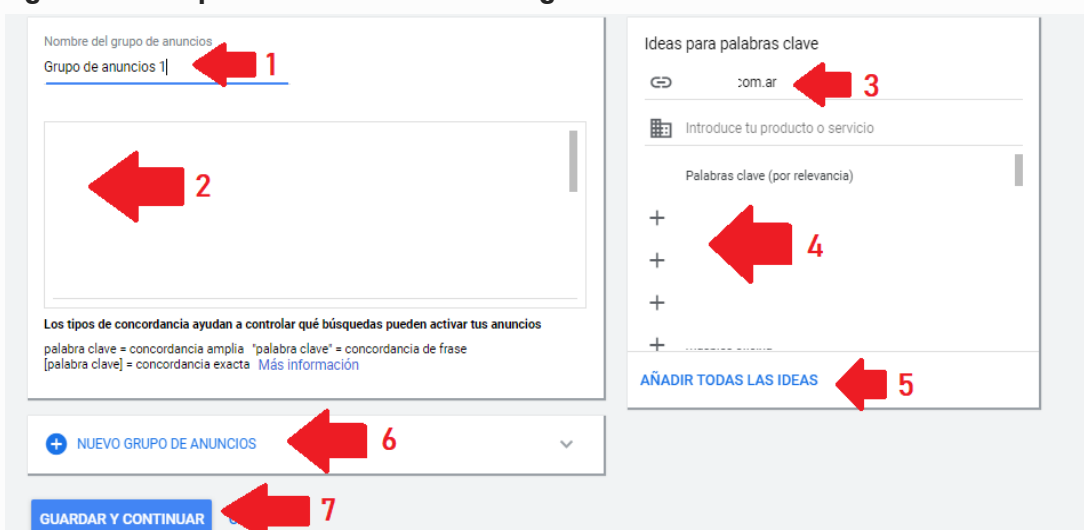 Nombre del grupo de anuncios
Grupo de anuncios 1
1
2
Los tipos de concordancia ayudan a controlar qué búsquedas pueden activar tus anuncios
palabra clave = concordancia amplia "palabra clave" = concordancia de frase
[palabra clave] = concordancia exacta Más información
6
NUEVO GRUPO DE ANUNCIOS
7
GUARDAR Y CONTINUAR
Ideas para palabras clave
com.ar
3
Introduce tu producto o servicio
Palabras clave (por relevancia)
4
AÑADIR TODAS LAS IDEAS
5